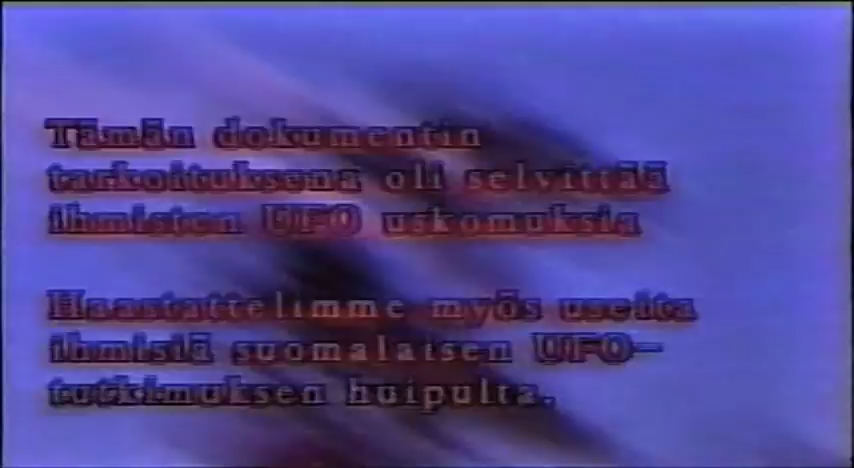 Tämän dokumentin
tarkoituksena oli selvittää
ihmisten UFO uskomuksia
Haastattelimme myös useita
ihmisiä suomalaisen UFO-
tutkimuksen huipulta.